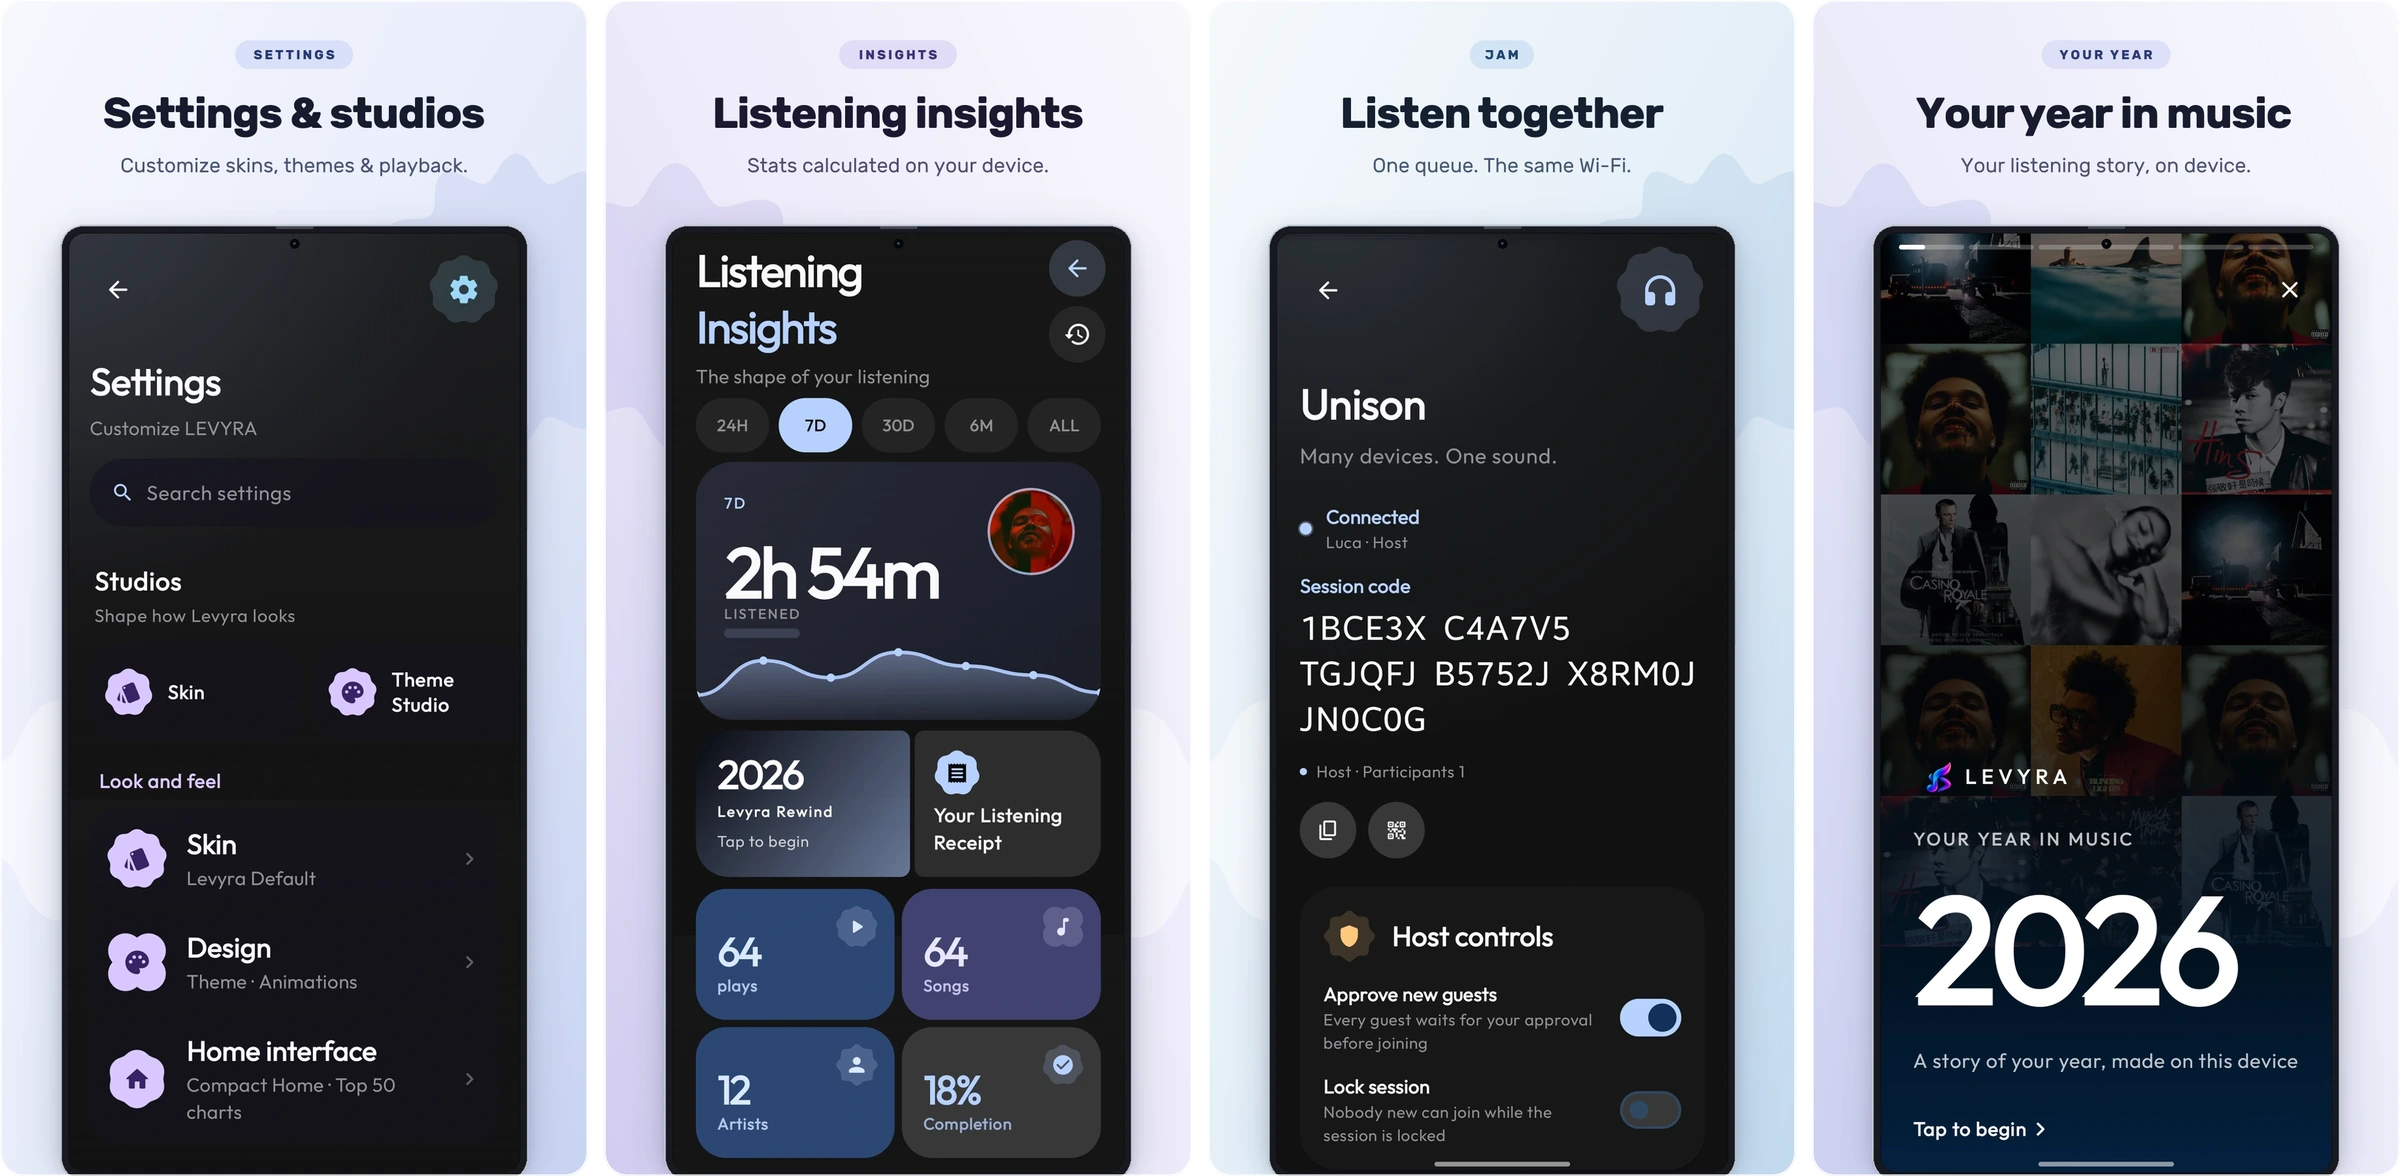 SETTINGS
Settings & studios
Customize skins, themes & playback.
Settings
Customize LEVYRA
Search settings
Studios
Shape how Levyra looks
Skin
Theme
Studio
Look and feel
Skin
Levyra Default
Design
Theme · Animations
Home interface
Compact Home · Top 50
charts
INSIGHTS
Listening insights
Stats calculated on your device.
Listening
Insights
The shape of your listening
24H
7D
30D
6M
ALL
7D
2h 54m
LISTENED
2026
Levyra Rewind
Tap to begin
Your Listening
Receipt
64
plays
64
Songs
12
Artists
18%
Completion
JAM
Listen together
One queue. The same Wi-Fi.
Unison
Many devices. One sound.
Connected
Luca · Host
Session code
1BCE3X C4A7V5
TGJQFJ B5752J X8RM0J
JN0C0G
Host · Participants 1
Host controls
Approve new guests
Every guest waits for your approval
before joining
Lock session
Nobody new can join while the
session is locked
YOUR YEAR
Your year in music
Your listening story, on device.
Hins
CASINO
ROYALE
LEVYRA
YOUR YEAR IN MUSIC
CASINO
ROYALE
2026
A story of your year, made on this device
Tap to begin